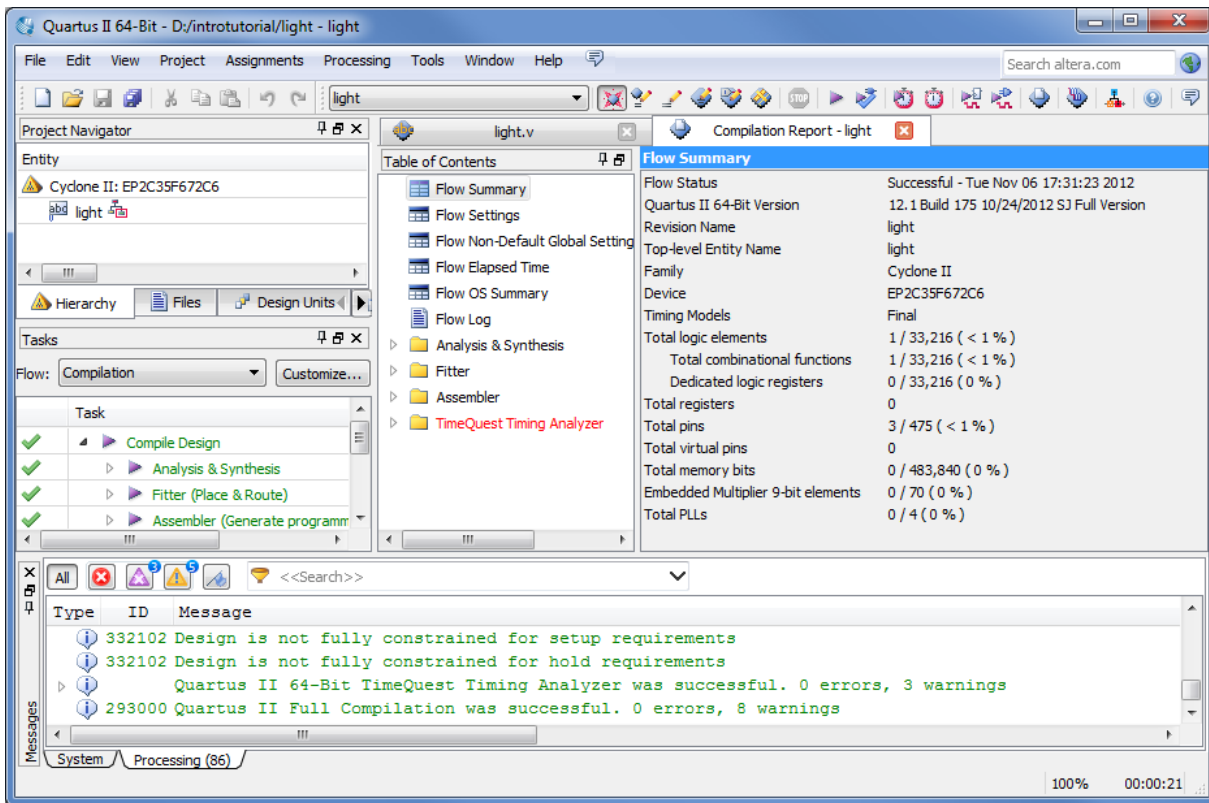 Quartus II 64-Bit - D:/introtutorial/light - light
File Edit View Project Assignments Processing Tools Window Help
Search altera.com
light
STOP
Project Navigator
Entity
Cyclone II: EP2C35F672C6
abd light
Hierarchy Files Design Units
Tasks
Flow: Compilation Customize...
Task
Compile Design
Analysis & Synthesis
Fitter (Place & Route)
Assembler (Generate programm
light.v
Compilation Report - light
Table of Contents
Flow Summary
Flow Settings
Flow Non-Default Global Setting
Flow Elapsed Time
Flow OS Summary
Flow Log
Analysis & Synthesis
Fitter
Assembler
TimeQuest Timing Analyzer
Flow Summary
Flow Status Successful - Tue Nov 06 17:31:23 2012
Quartus II 64-Bit Version 12.1 Build 175 10/24/2012 SJ Full Version
Revision Name light
Top-level Entity Name light
Family Cyclone II
Device EP2C35F672C6
Timing Models Final
Total logic elements 1 / 33,216 ( < 1 % )
Total combinational functions 1 / 33,216 ( < 1 % )
Dedicated logic registers 0 / 33,216 ( 0 % )
Total registers 0
Total pins 3 / 475 ( < 1 % )
Total virtual pins 0
Total memory bits 0 / 483,840 ( 0 % )
Embedded Multiplier 9-bit elements 0 / 70 ( 0 % )
Total PLLs 0 / 4 ( 0 % )
All 3 5 <<Search>>
Type ID Message
332102 Design is not fully constrained for setup requirements
332102 Design is not fully constrained for hold requirements
Quartus II 64-Bit TimeQuest Timing Analyzer was successful. 0 errors, 3 warnings
293000 Quartus II Full Compilation was successful. 0 errors, 8 warnings
Messages
System Processing (86)
100% 00:00:21